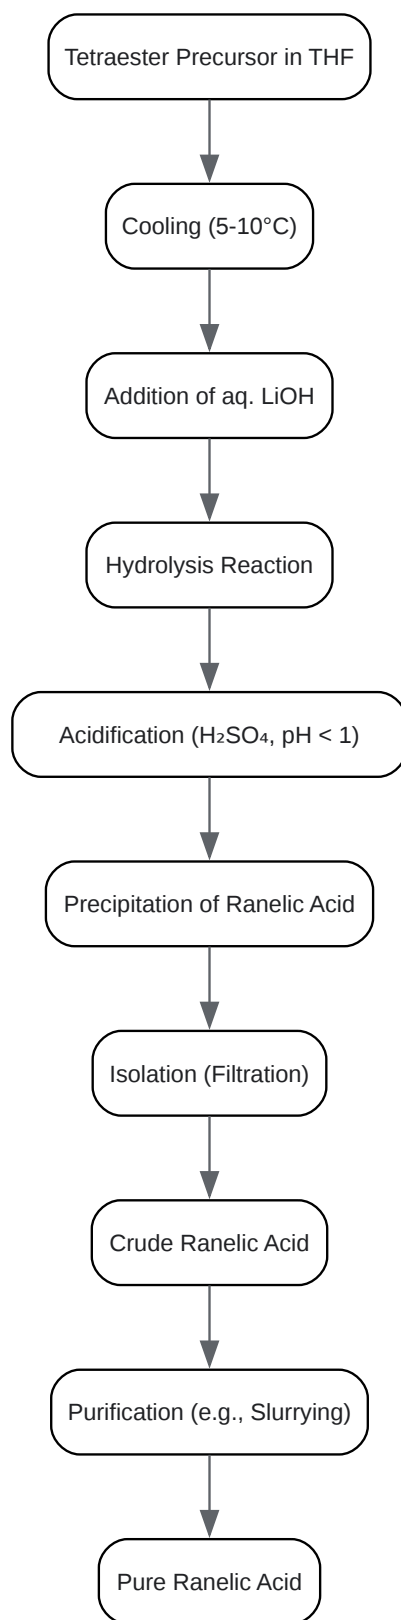 Tetraester Precursor in THF
Cooling (5-10°C)
Addition of aq. LiOH
Hydrolysis Reaction
Acidification (H₂SO₄, pH < 1)
Precipitation of Ranelic Acid
Isolation (Filtration)
Crude Ranelic Acid
Purification (e.g., Slurrying)
Pure Ranelic Acid